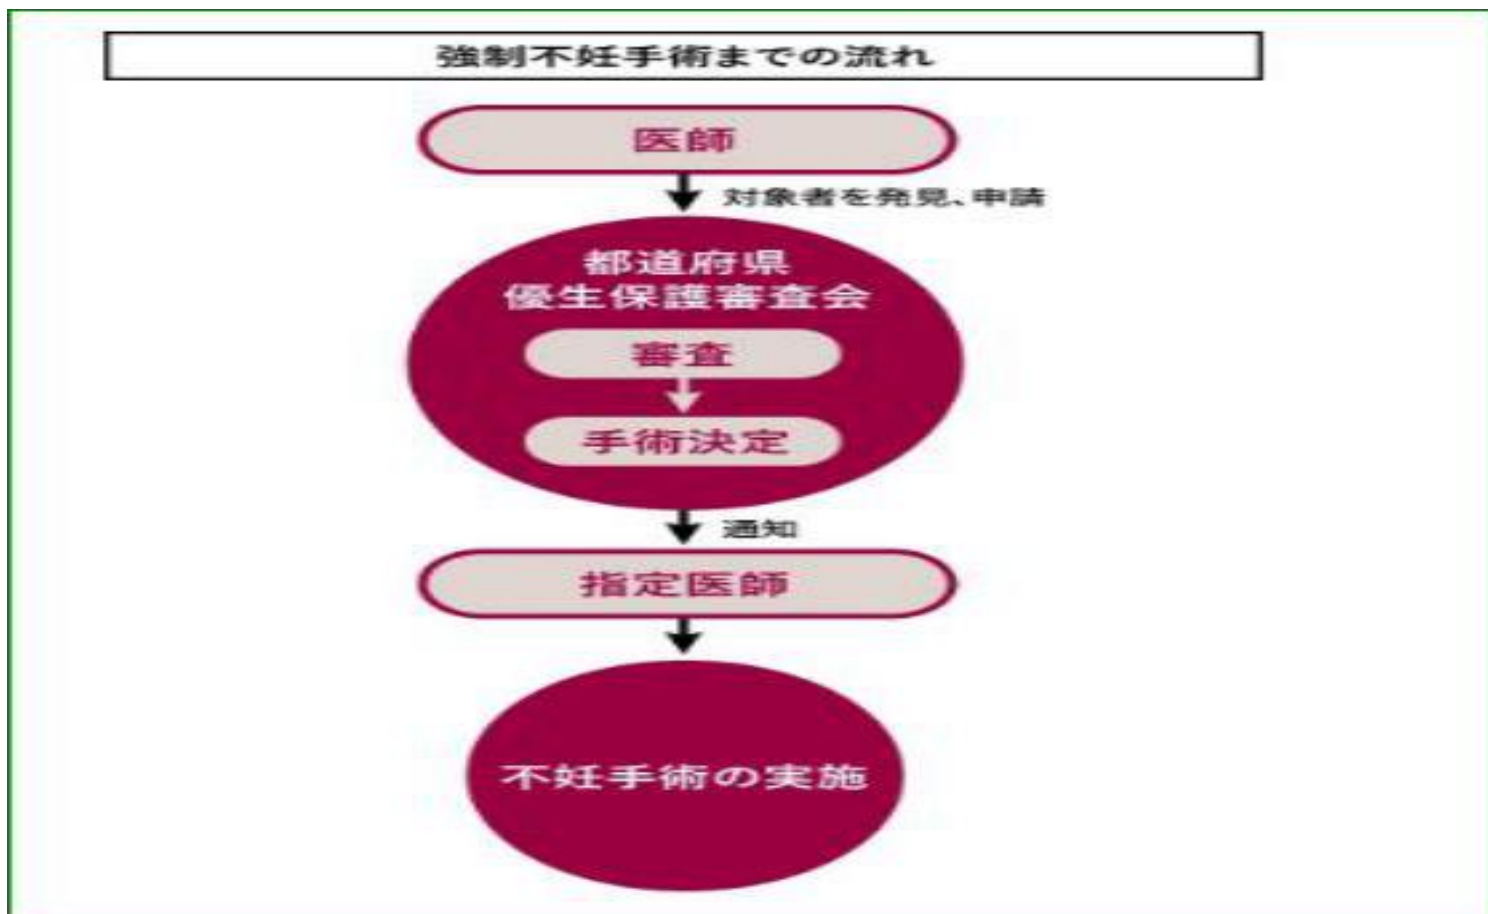 強制不妊手術までの流れ
医師
対象者を発見、申請
都道府県
優生保護審査会
審査
手術決定
通知
指定医師
不妊手術の実施